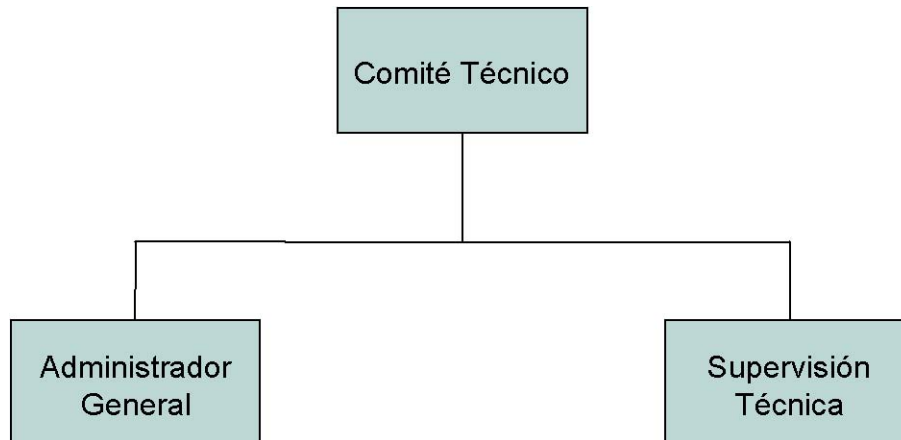 Comité Técnico
Administrador
General
Supervisión
Técnica